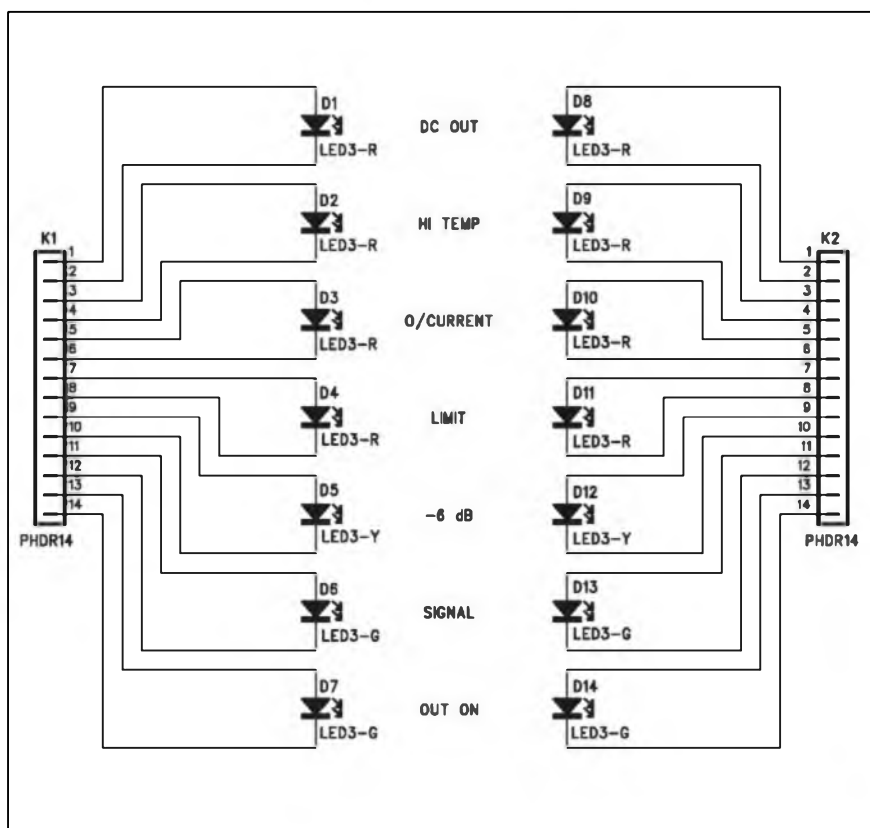 D1 D8
DC OUT
LED3-R LED3-R
D2 D9
HI TEMP
K1 K2
LED3-R LED3-R
1 1
2 2
3 3
D3 D10
4 4
O/CURRENT
5 5
LED3-R LED3-R
6 6
7 7
D4 D11
8 8
9 9
LIMIT
10 10
LED3-R LED3-R
11 11
12 12
D5 D12
13 13
14 14
-6 dB
LED3-Y LED3-Y
PHDR14 PHDR14
D6 D13
SIGNAL
LED3-G LED3-G
D7 D14
OUT ON
LED3-G LED3-G